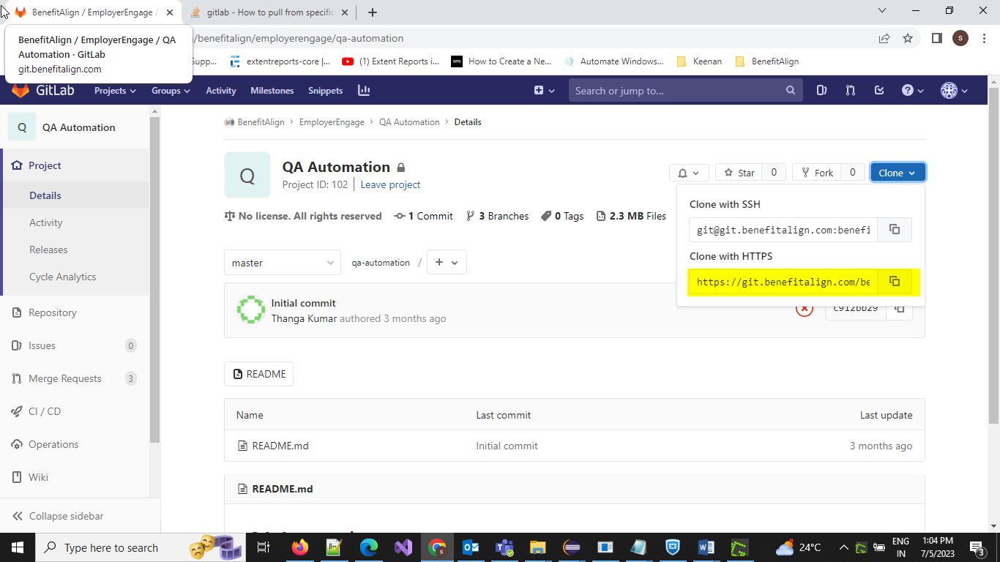 BenefitAlign / EmployerEngage /
gitlab - How to pull from specific
BenefitAlign / EmployerEngage / QA
Automation · GitLab
git.benefitalign.com
/benefitalign/employerengage/qa-automation
S
Supp...
extentreports-core |...
(1) Extent Reports i...
How to Create a Ne...
Automate Windows...
Keenan
BenefitAlign
GitLab
Projects
Groups
Activity
Milestones
Snippets
Search or jump to...
Q
QA Automation
Project
Details
Activity
Releases
Cycle Analytics
Repository
Issues 0
Merge Requests 3
CI / CD
Operations
Wiki
Collapse sidebar
BenefitAlign > EmployerEngage > QA Automation > Details
Q
QA Automation
Project ID: 102 | Leave project
Star 0
Fork 0
Clone
No license. All rights reserved
1 Commit
3 Branches
0 Tags
2.3 MB Files
Clone with SSH
git@git.benefitalign.com:benefi
Clone with HTTPS
https://git.benefitalign.com/be
master
qa-automation / +
Initial commit
Thanga Kumar authored 3 months ago
c912bb29
README
Name Last commit Last update
README.md Initial commit 3 months ago
README.md
Type here to search
24°C
ENG
IN
1:04 PM
7/5/2023
3